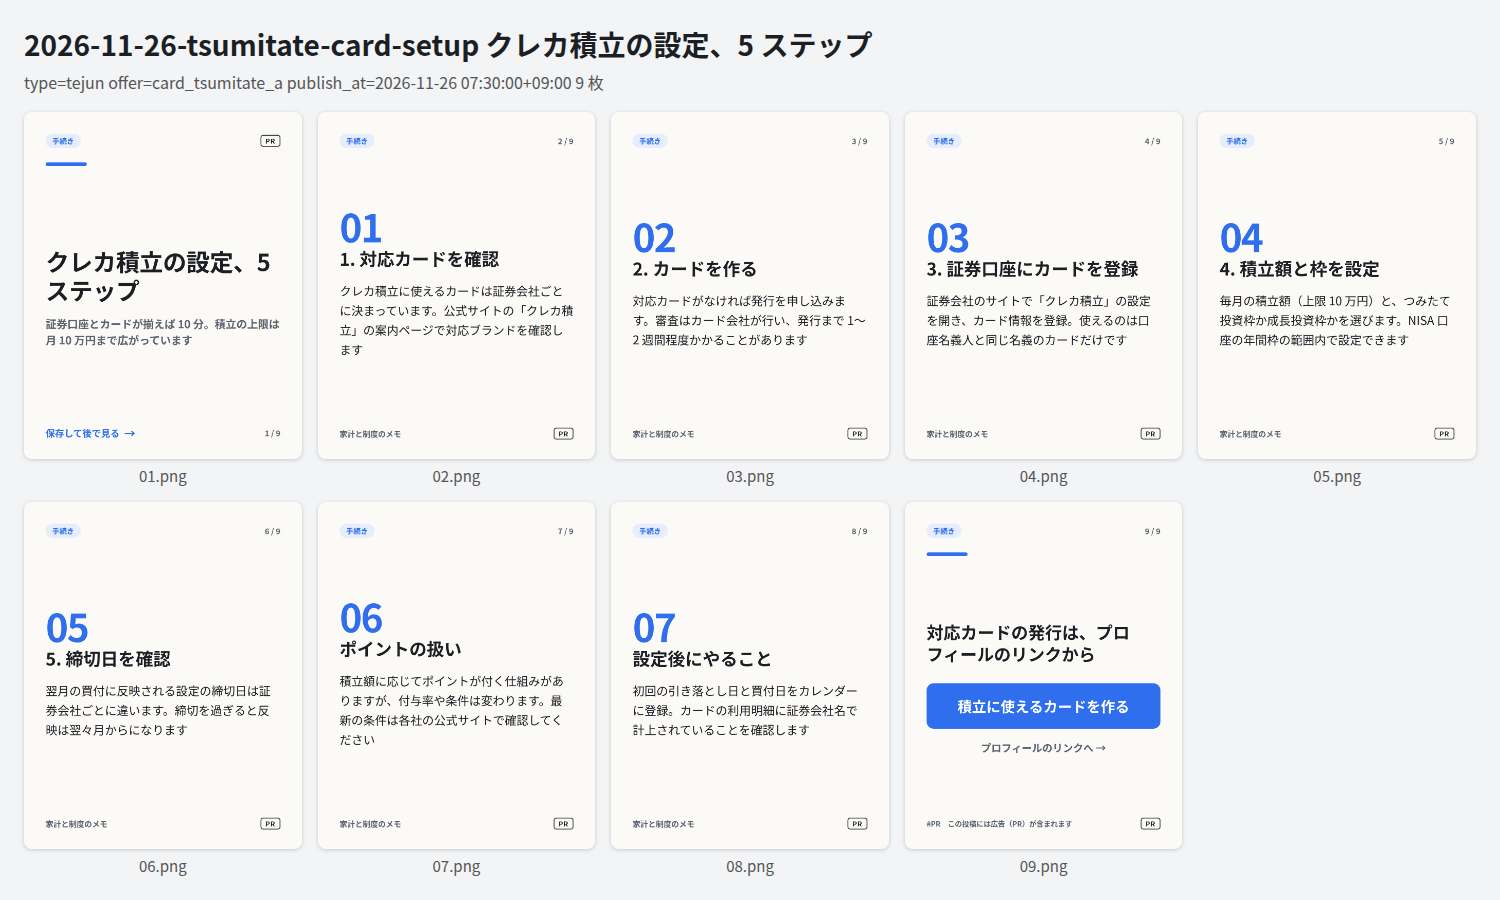 2026-11-26-tsumitate-card-setup クレカ積立の設定、5 ステップ
type=tejun offer=card_tsumitate_a publish_at=2026-11-26 07:30:00+09:00 9 枚
手続き
PR
クレカ積立の設定、5
ステップ
証券口座とカードが揃えば 10 分。積立の上限は
月 10 万円まで広がっています
保存して後で見る →
1 / 9
01.png
手続き
2 / 9
01
1. 対応カードを確認
クレカ積立に使えるカードは証券会社ごと
に決まっています。公式サイトの「クレカ積
立」の案内ページで対応ブランドを確認し
ます
家計と制度のメモ
PR
02.png
手続き
3 / 9
02
2. カードを作る
対応カードがなければ発行を申し込みま
す。審査はカード会社が行い、発行まで 1〜
2 週間程度かかることがあります
家計と制度のメモ
PR
03.png
手続き
4 / 9
03
3. 証券口座にカードを登録
証券会社のサイトで「クレカ積立」の設定
を開き、カード情報を登録。使えるのは口
座名義人と同じ名義のカードだけです
家計と制度のメモ
PR
04.png
手続き
5 / 9
04
4. 積立額と枠を設定
毎月の積立額（上限 10 万円）と、つみたて
投資枠か成長投資枠かを選びます。NISA 口
座の年間枠の範囲内で設定できます
家計と制度のメモ
PR
05.png
手続き
6 / 9
05
5. 締切日を確認
翌月の買付に反映される設定の締切日は証
券会社ごとに違います。締切を過ぎると反
映は翌々月からになります
家計と制度のメモ
PR
06.png
手続き
7 / 9
06
ポイントの扱い
積立額に応じてポイントが付く仕組みがあ
りますが、付与率や条件は変わります。最
新の条件は各社の公式サイトで確認してく
ださい
家計と制度のメモ
PR
07.png
手続き
8 / 9
07
設定後にやること
初回の引き落とし日と買付日をカレンダー
に登録。カードの利用明細に証券会社名で
計上されていることを確認します
家計と制度のメモ
PR
08.png
手続き
9 / 9
対応カードの発行は、プロ
フィールのリンクから
積立に使えるカードを作る
プロフィールのリンクへ →
#PR この投稿には広告（PR）が含まれます
PR
09.png